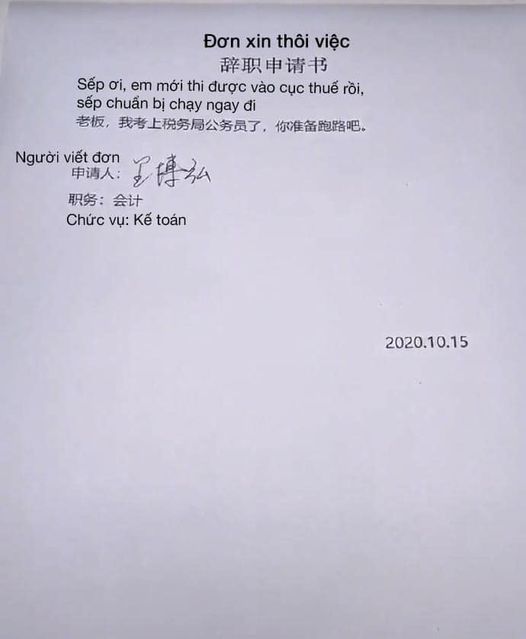 Đơn xin thôi việc
辞职申请书
Sếp ơi, em mới thi được vào cục thuế rồi,
sếp chuẩn bị chạy ngay đi
老板，我考上税务局公务员了，你准备跑路吧。
Người viết đơn
申请人：博弘
职务：会计
Chức vụ: Kế toán
2020.10.15